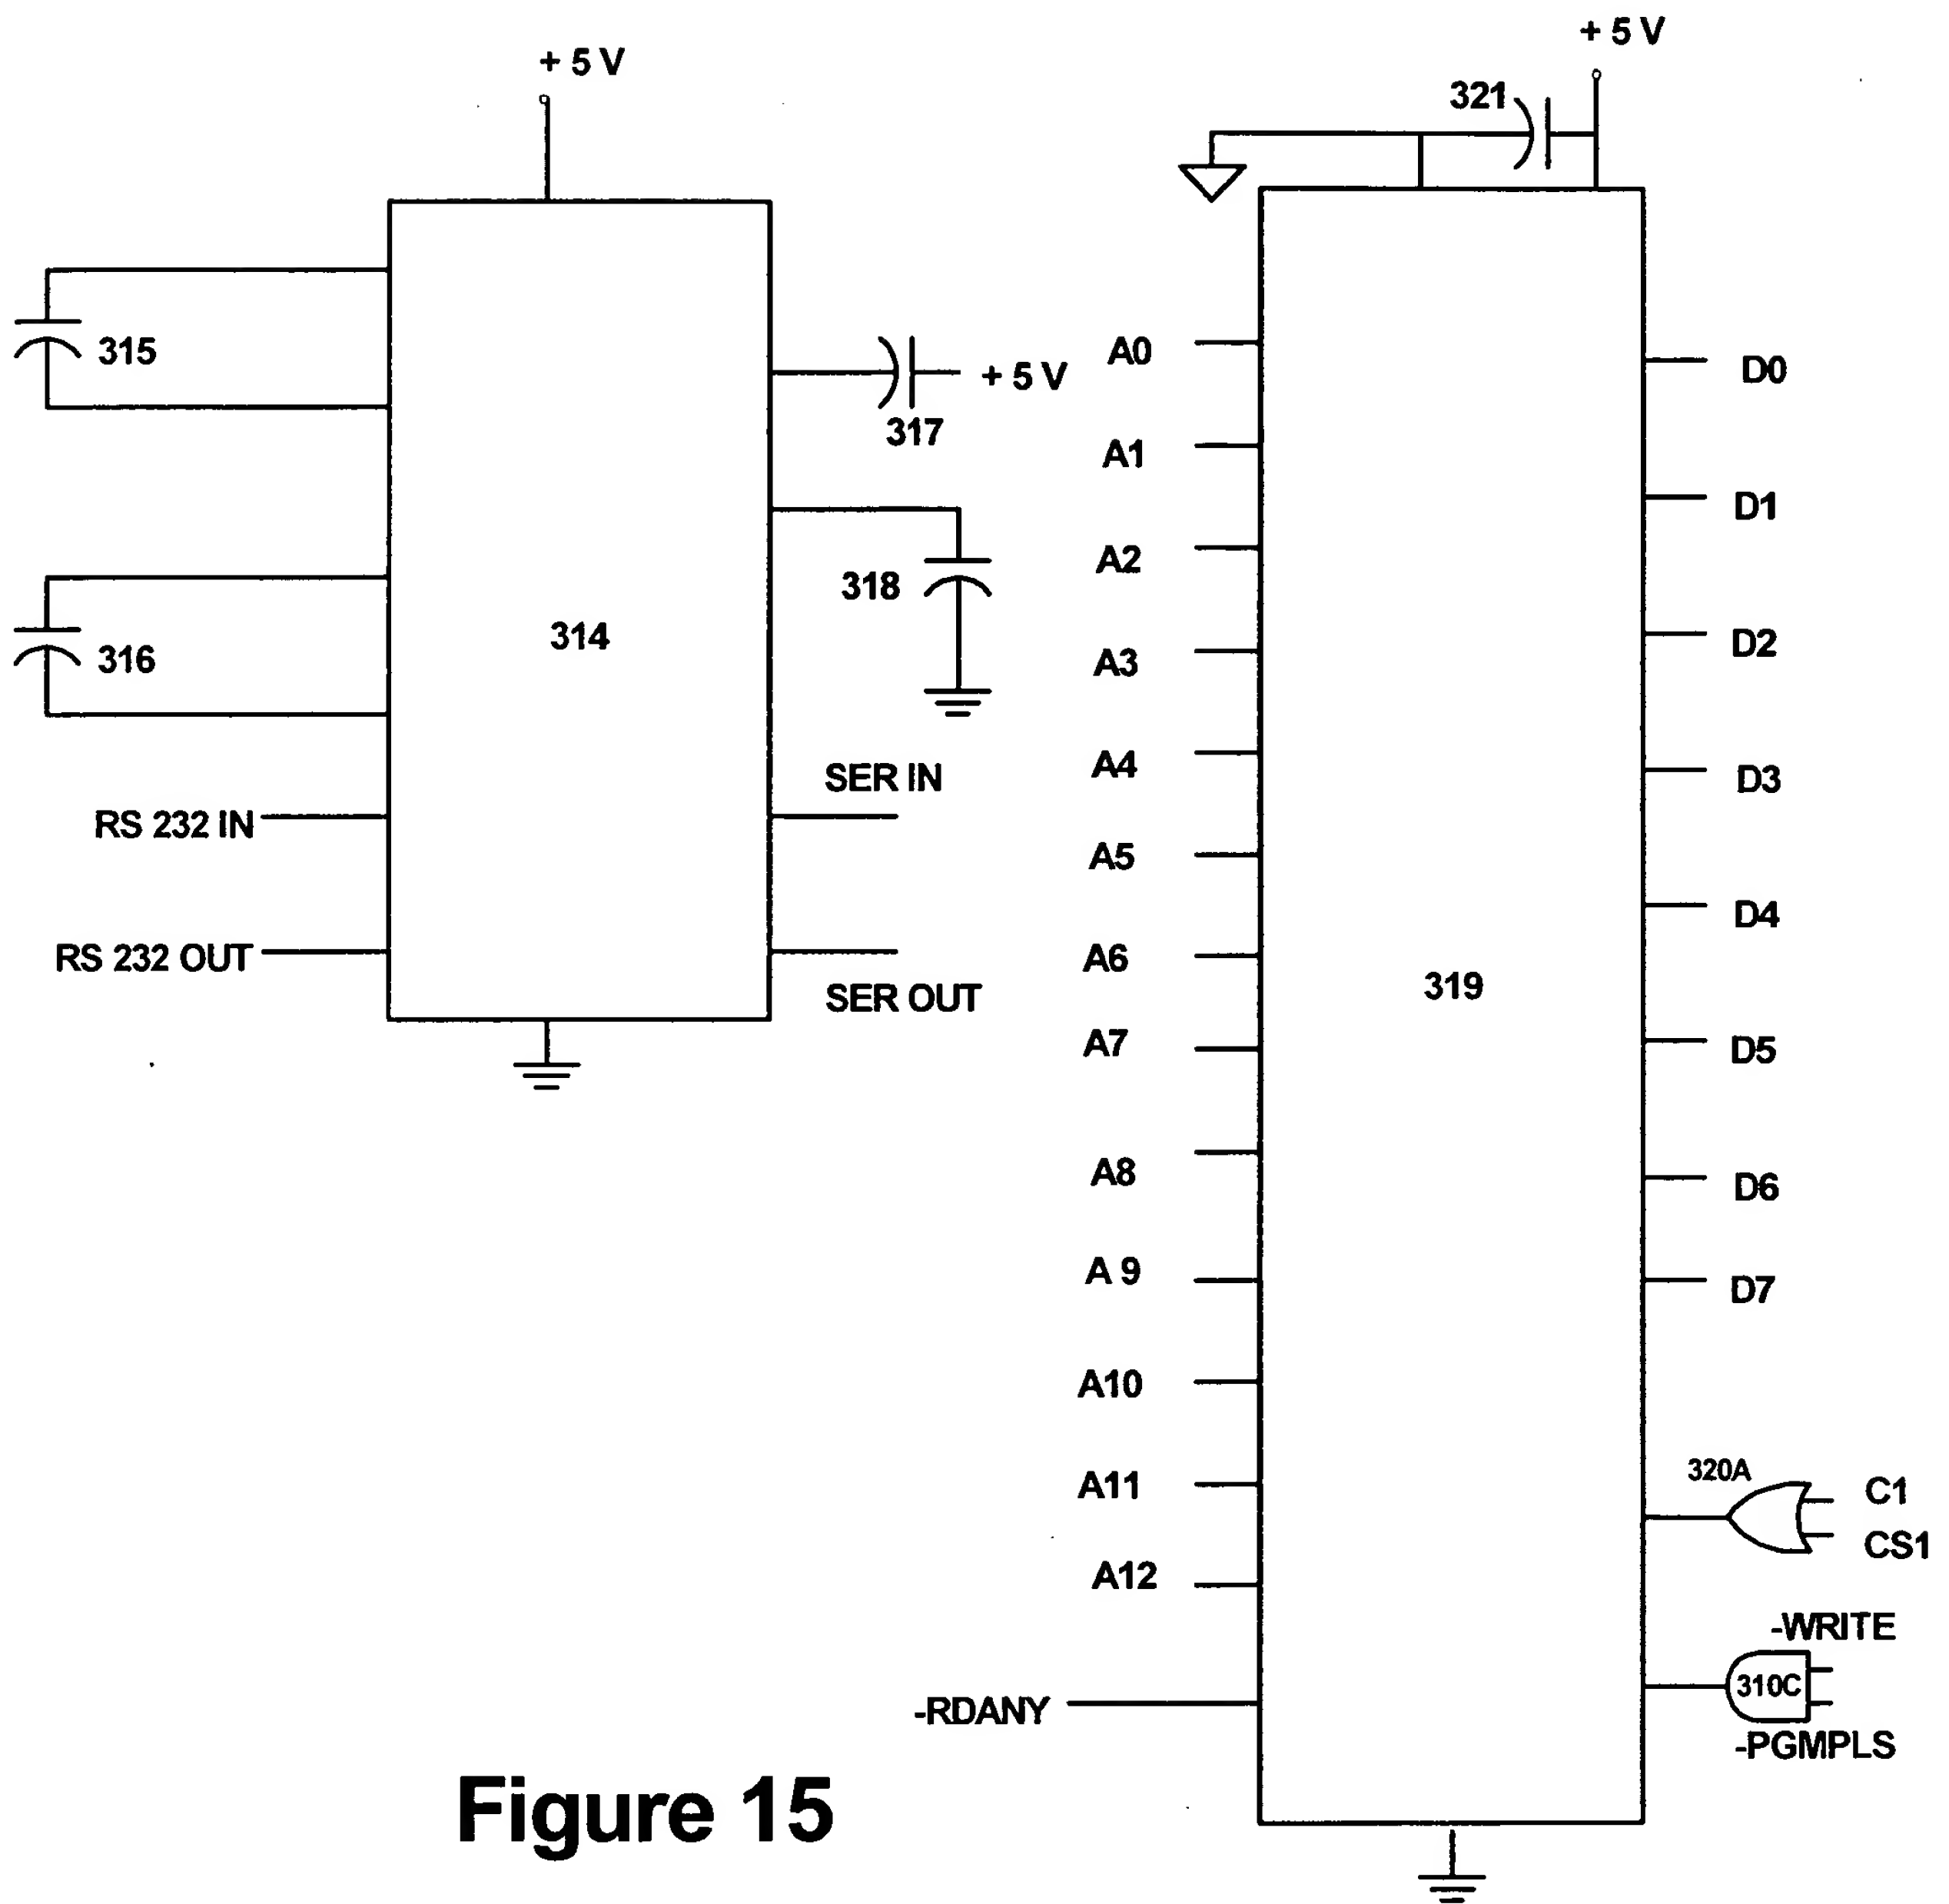 + 5 V
315
316
314
317
+ 5 V
318
RS 232 IN
SER IN
RS 232 OUT
SER OUT
+ 5 V
321
A0
A1
A2
A3
A4
A5
A6
A7
A8
A 9
A10
A11
A12
-RDANY
319
D0
D1
D2
D3
D4
D5
D6
D7
320A
C1
CS1
-WRITE
310C
-PGMPLS
Figure 15